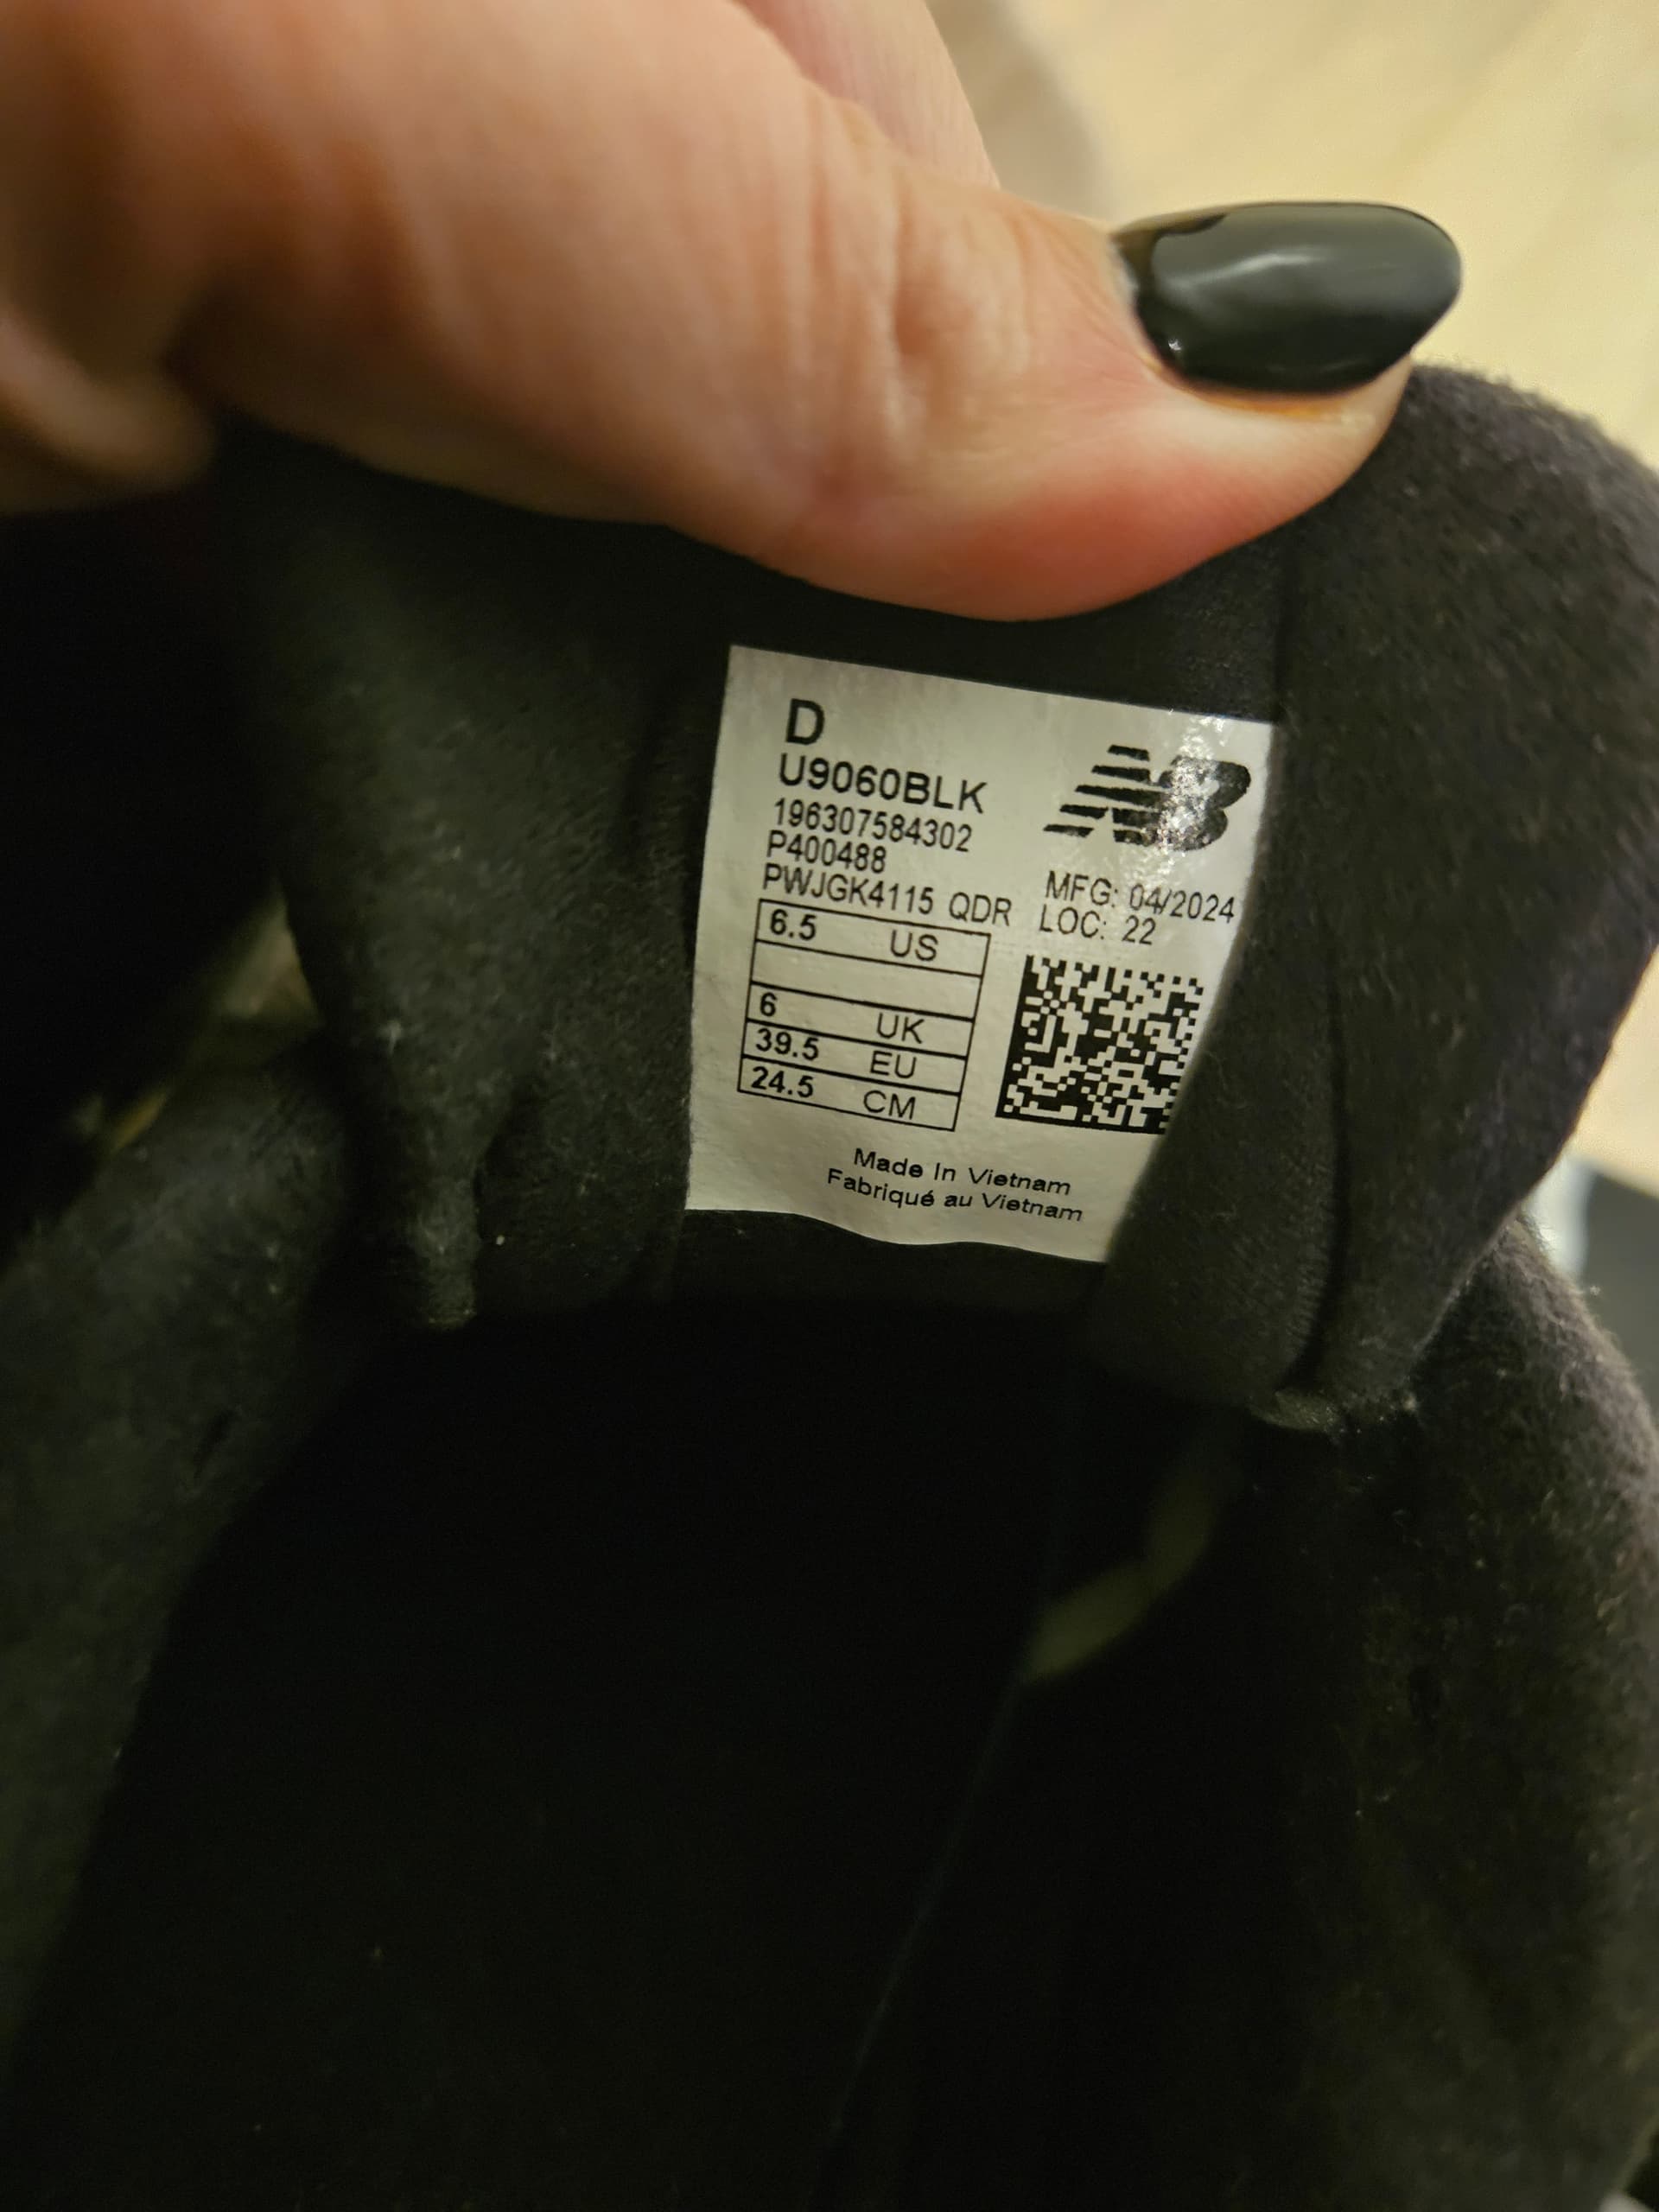 D
U9060BLK
196307584302
P400488
PWJGK4115 QDR
NB
MFG: 04/2024
LOC: 22
6.5 US
6 UK
39.5 EU
24.5 CM
Made In Vietnam
Fabriqué au Vietnam